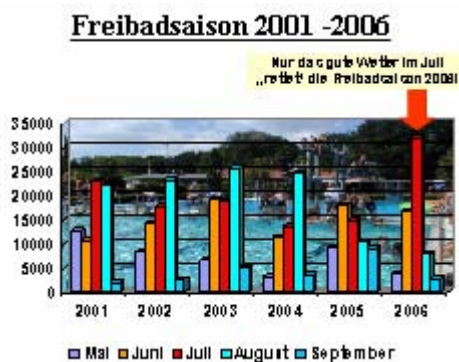 Freibadsaison 2001 -2006
Nur das gute Wetter im Juli
„rettet“ die Freibadsaison 2006!
35000
30000
25000
20000
15000
10000
5000
0
2001 2002 2003 2004 2005 2006
Mai Juni Juli August September